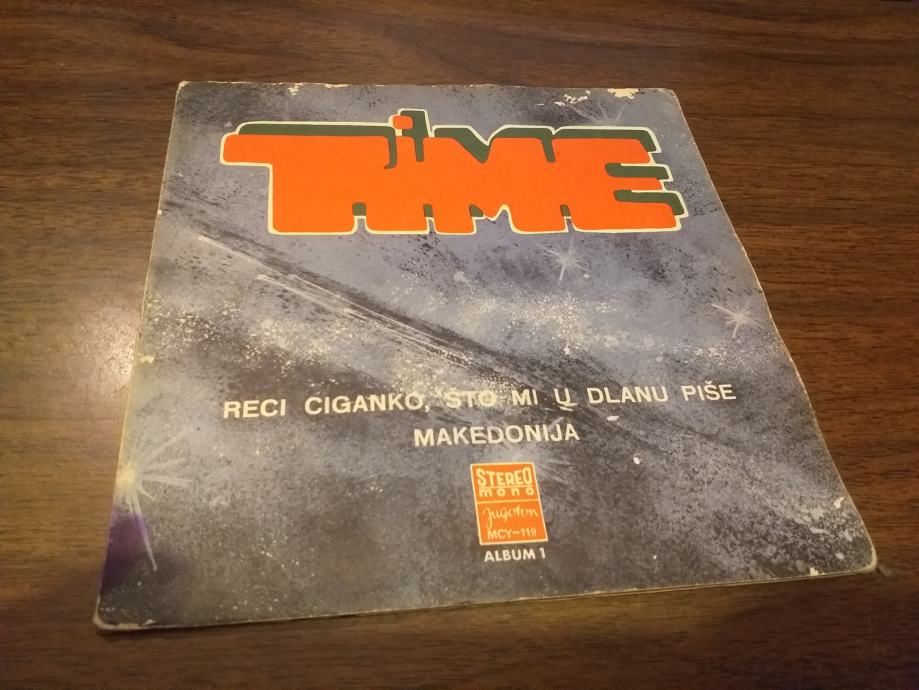 TIME
RECI CIGANKO, ŠTO MI U DLANU PIŠE
MAKEDONIJA
STEREO
mono
Jugoton
MCY-119
ALBUM 1